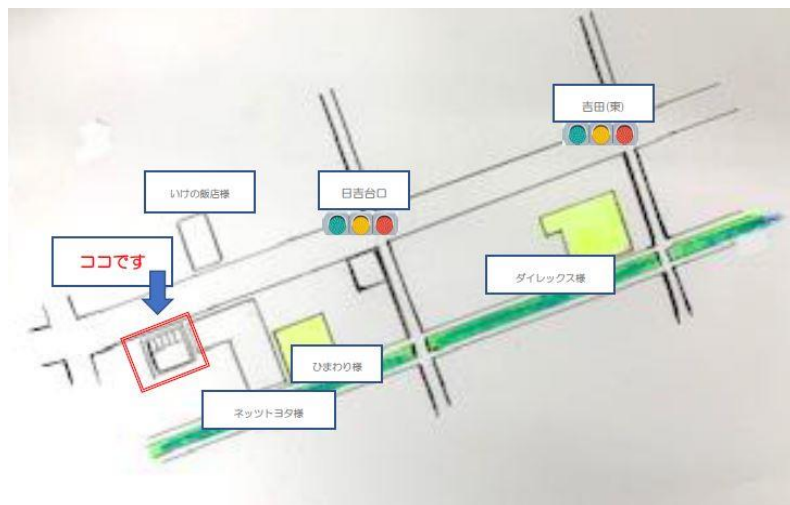 吉田(東)
いけの飯店様
日吉台口
ココです
ダイレックス様
ひまわり様
ネッツトヨタ様